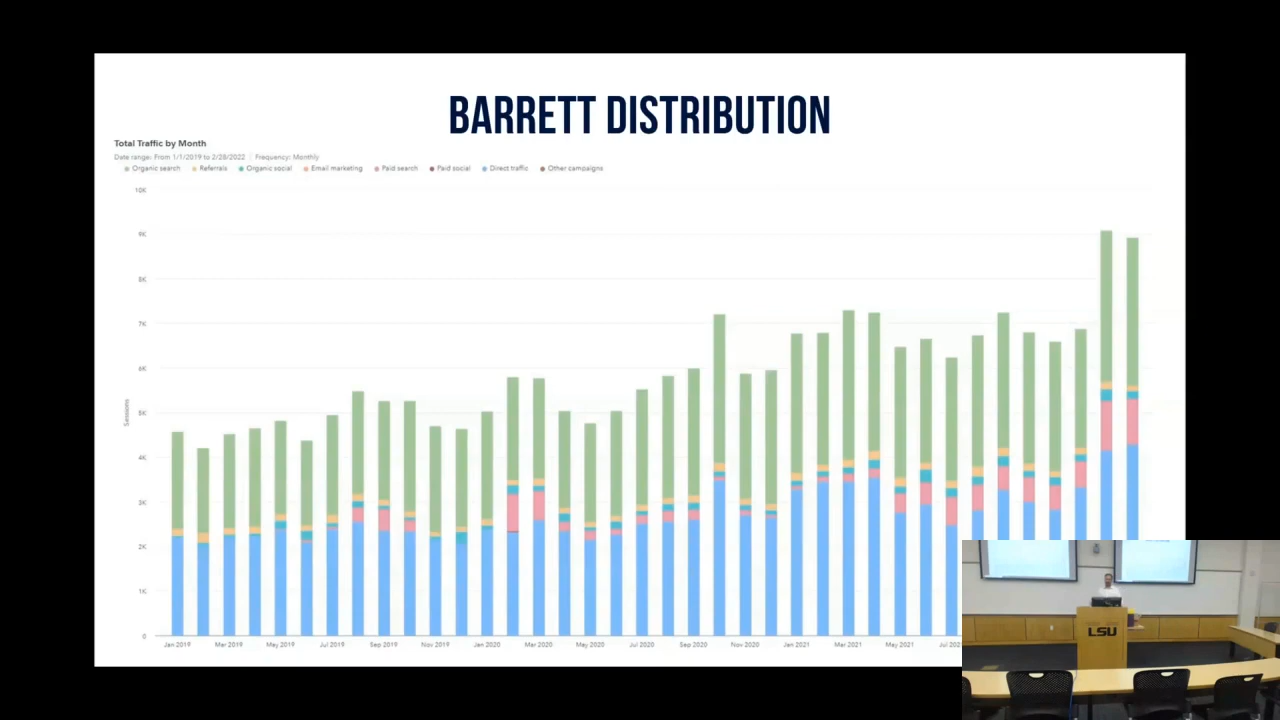 BARRETT DISTRIBUTION
Total Traffic by Month
Date range: From 1/1/2019 to 2/28/2022 | Frequency: Monthly
Organic search Referrals Organic social Email marketing Paid search Paid social Direct traffic Other campaigns
10K
9K
8K
7K
6K
5K
4K
3K
2K
1K
0
Sessions
Jan 2019 Mar 2019 May 2019 Jul 2019 Sep 2019 Nov 2019 Jan 2020 Mar 2020 May 2020 Jul 2020 Sep 2020 Nov 2020 Jan 2021 Mar 2021 May 2021 Jul 202
LSU